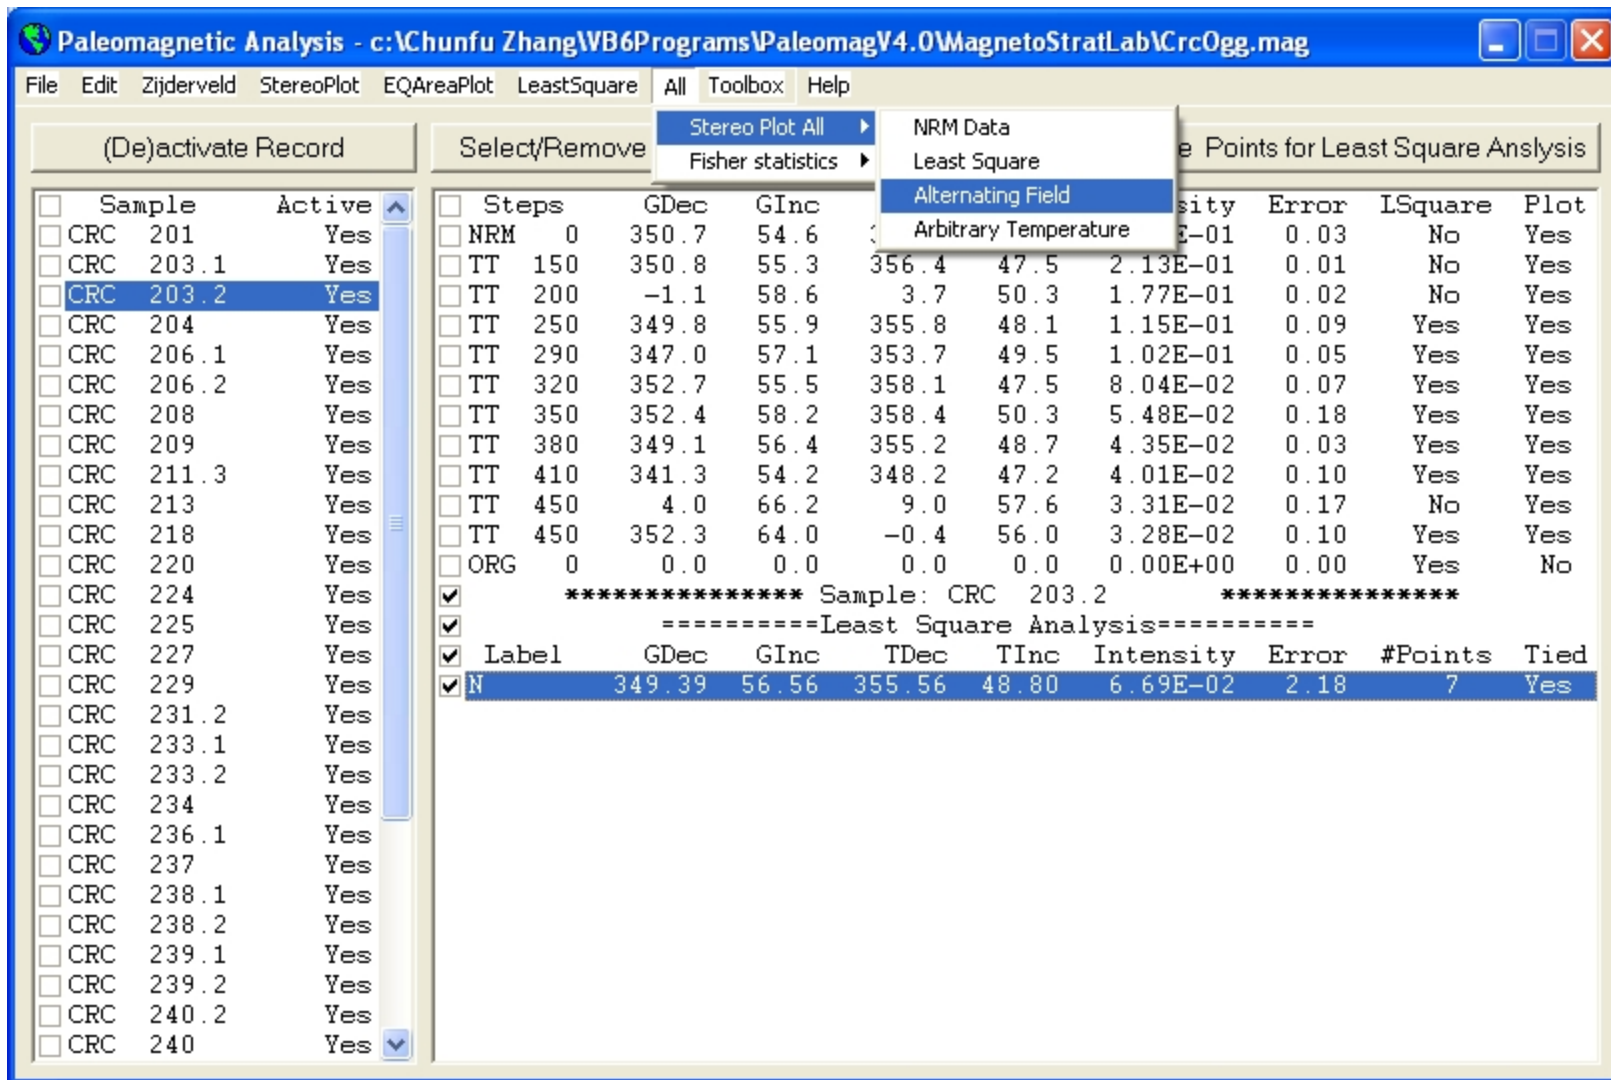 Paleomagnetic Analysis - c:\Chunfu Zhang\VB6Programs\PaleomagV4.0\MagnetoStratLab\CrcOgg.mag
File Edit Zijderveld StereoPlot EQAreaPlot LeastSquare All Toolbox Help
Stereo Plot All
Fisher statistics
NRM Data
Least Square
Alternating Field
Arbitrary Temperature
(De)activate Record
Select/Remove
Points for Least Square Anslysis
Sample Active
CRC 201 Yes
CRC 203.1 Yes
CRC 203.2 Yes
CRC 204 Yes
CRC 206.1 Yes
CRC 206.2 Yes
CRC 208 Yes
CRC 209 Yes
CRC 211.3 Yes
CRC 213 Yes
CRC 218 Yes
CRC 220 Yes
CRC 224 Yes
CRC 225 Yes
CRC 227 Yes
CRC 229 Yes
CRC 231.2 Yes
CRC 233.1 Yes
CRC 233.2 Yes
CRC 234 Yes
CRC 236.1 Yes
CRC 237 Yes
CRC 238.1 Yes
CRC 238.2 Yes
CRC 239.1 Yes
CRC 239.2 Yes
CRC 240.2 Yes
CRC 240 Yes
Steps GDec GInc sity Error LSquare Plot
NRM 0 350.7 54.6 E-01 0.03 No Yes
TT 150 350.8 55.3 356.4 47.5 2.13E-01 0.01 No Yes
TT 200 -1.1 58.6 3.7 50.3 1.77E-01 0.02 No Yes
TT 250 349.8 55.9 355.8 48.1 1.15E-01 0.09 Yes Yes
TT 290 347.0 57.1 353.7 49.5 1.02E-01 0.05 Yes Yes
TT 320 352.7 55.5 358.1 47.5 8.04E-02 0.07 Yes Yes
TT 350 352.4 58.2 358.4 50.3 5.48E-02 0.18 Yes Yes
TT 380 349.1 56.4 355.2 48.7 4.35E-02 0.03 Yes Yes
TT 410 341.3 54.2 348.2 47.2 4.01E-02 0.10 Yes Yes
TT 450 4.0 66.2 9.0 57.6 3.31E-02 0.17 No Yes
TT 450 352.3 64.0 -0.4 56.0 3.28E-02 0.10 Yes Yes
ORG 0 0.0 0.0 0.0 0.0 0.00E+00 0.00 Yes No
*************** Sample: CRC 203.2 ***************
==========Least Square Analysis==========
Label GDec GInc TDec TInc Intensity Error #Points Tied
N 349.39 56.56 355.56 48.80 6.69E-02 2.18 7 Yes